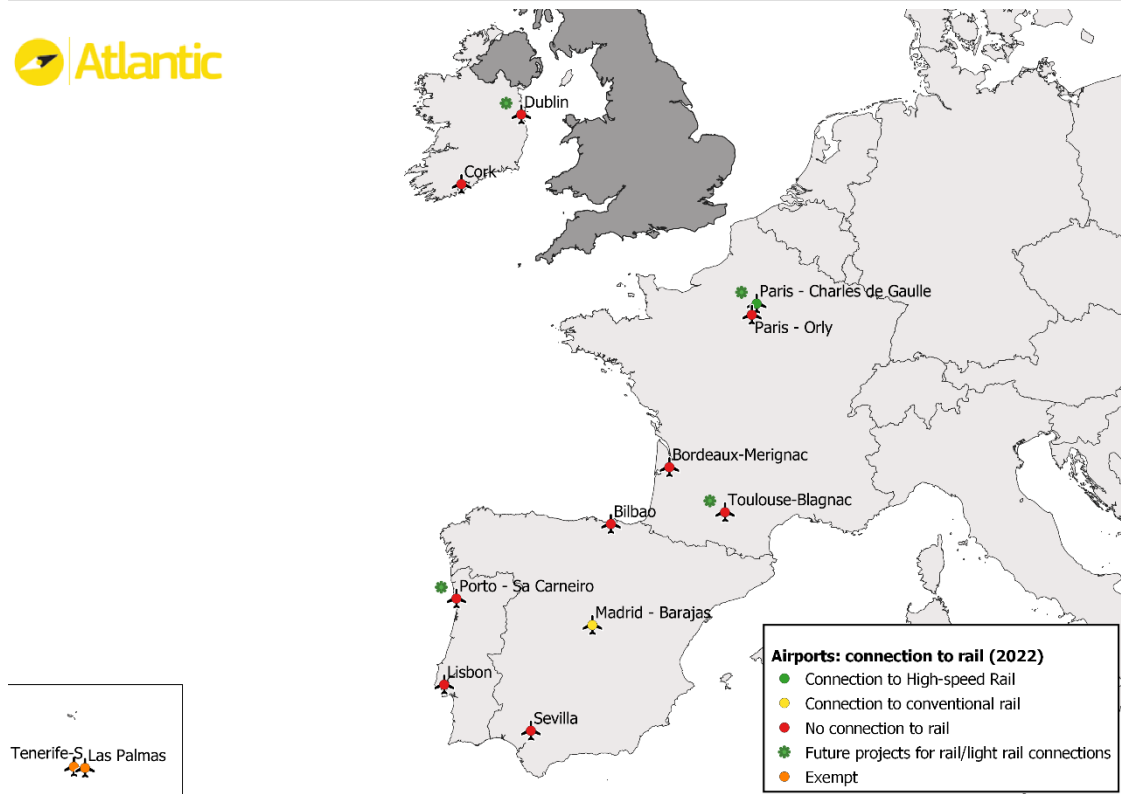 Atlantic
Dublin
Cork
Paris - Charles de Gaulle
Paris - Orly
Bordeaux-Merignac
Toulouse-Blagnac
Bilbao
Porto - Sa Carneiro
Madrid - Barajas
Lisbon
Sevilla
Tenerife-S
Las Palmas
Airports: connection to rail (2022)
Connection to High-speed Rail
Connection to conventional rail
No connection to rail
Future projects for rail/light rail connections
Exempt